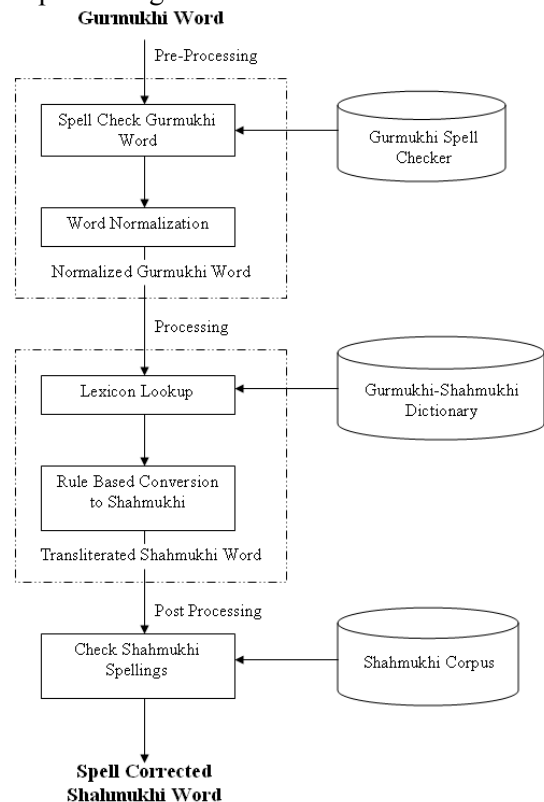 Gurmukhi Word
Pre-Processing
Spell Check Gurmukhi
Word
Gurmukhi Spell
Checker
Word Normalization
Normalized Gurmukhi Word
Processing
Lexicon Lookup
Gurmukhi-Shahmukhi
Dictionary
Rule Based Conversion
to Shahmukhi
Transliterated Shahmukhi Word
Post Processing
Check Shahmukhi
Spellings
Shahmukhi Corpus
Spell Corrected
Shahmukhi Word